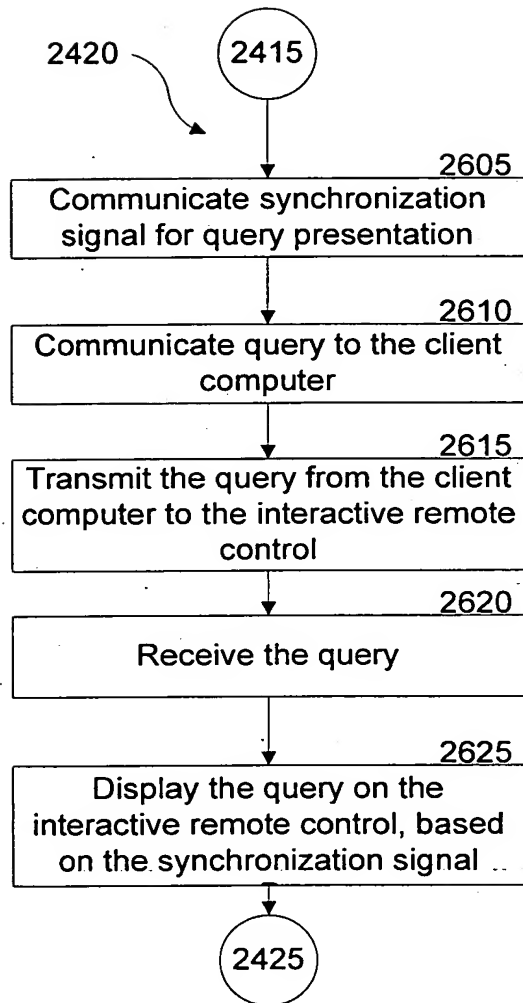 2420
2415
2605
Communicate synchronization
signal for query presentation
2610
Communicate query to the client
computer
2615
Transmit the query from the client
computer to the interactive remote
control
2620
Receive the query
2625
Display the query on the
interactive remote control, based
on the synchronization signal
2425